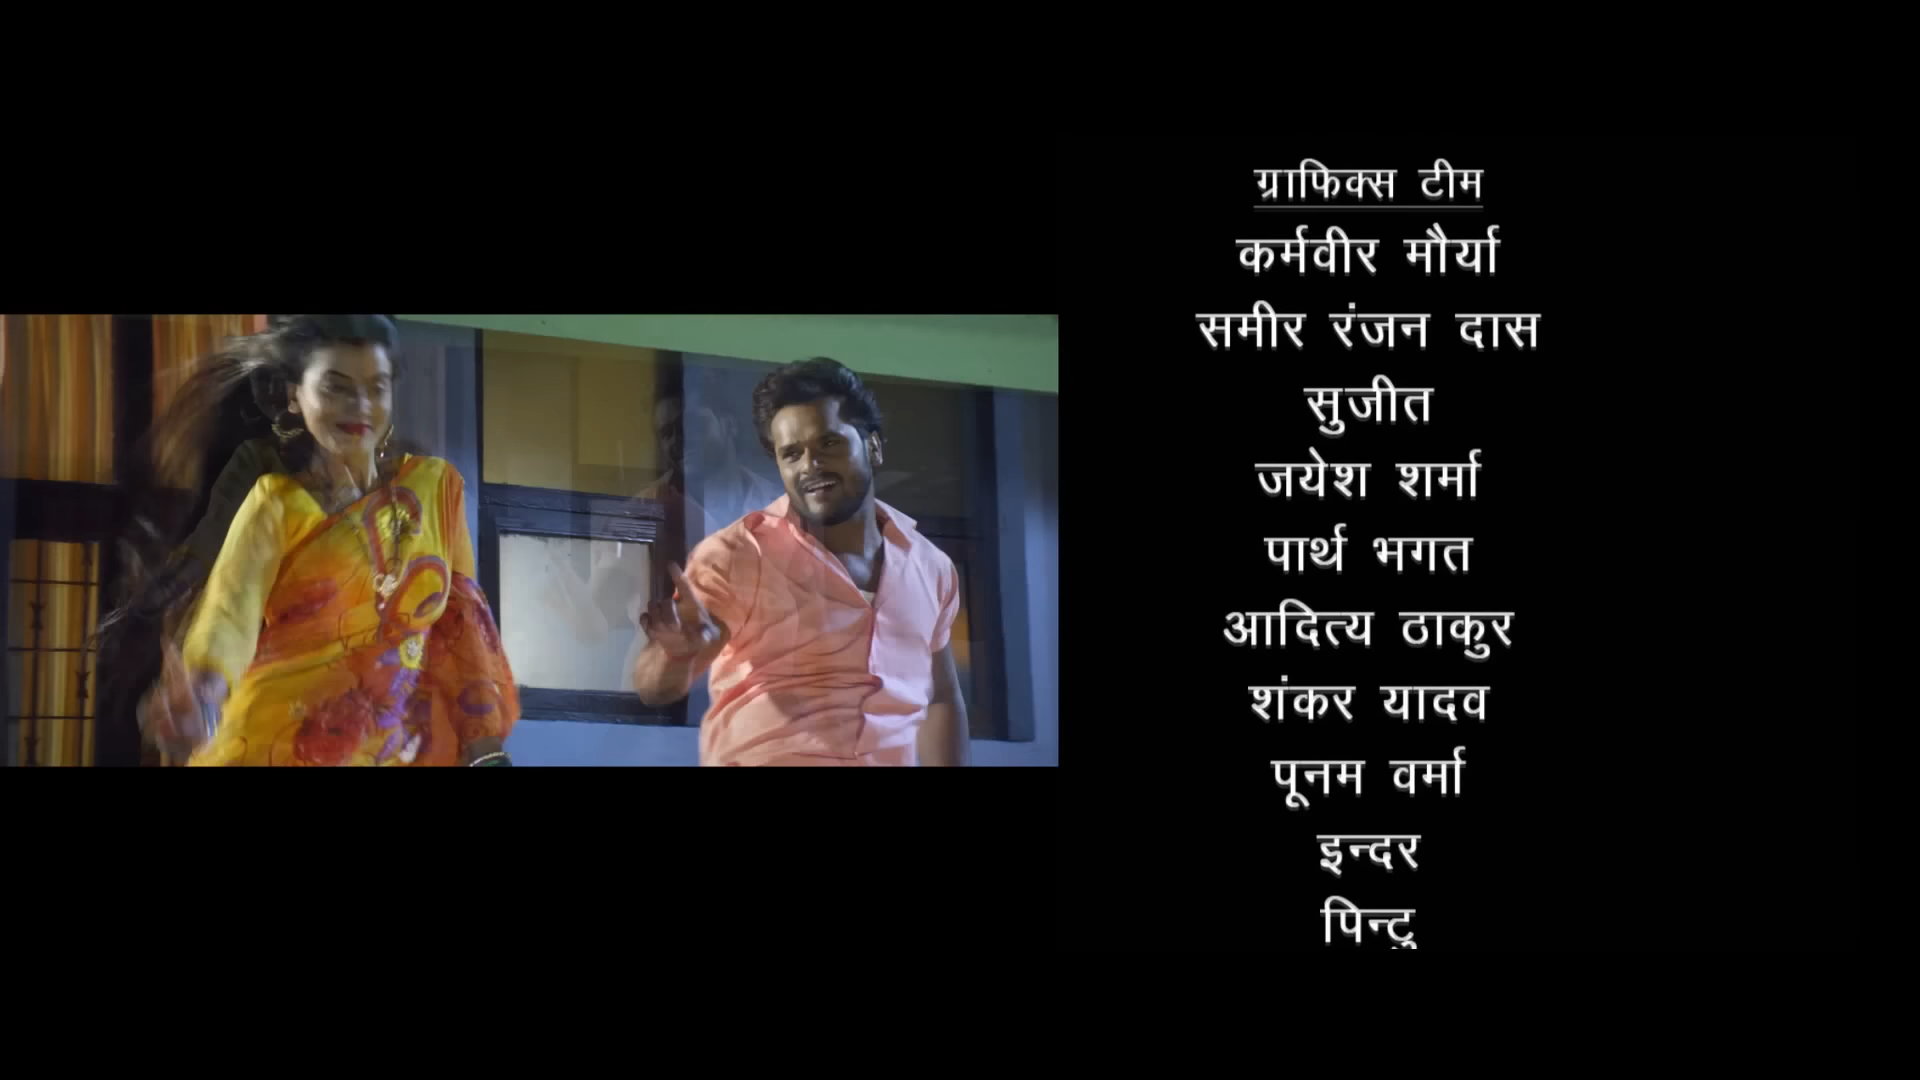 ग्राफिक्स टीम
कर्मवीर मौर्या
समीर रंजन दास
सुजीत
जयेश शर्मा
पार्थ भगत
आदित्य ठाकुर
शंकर यादव
पूनम वर्मा
इन्दर
पिन्टु